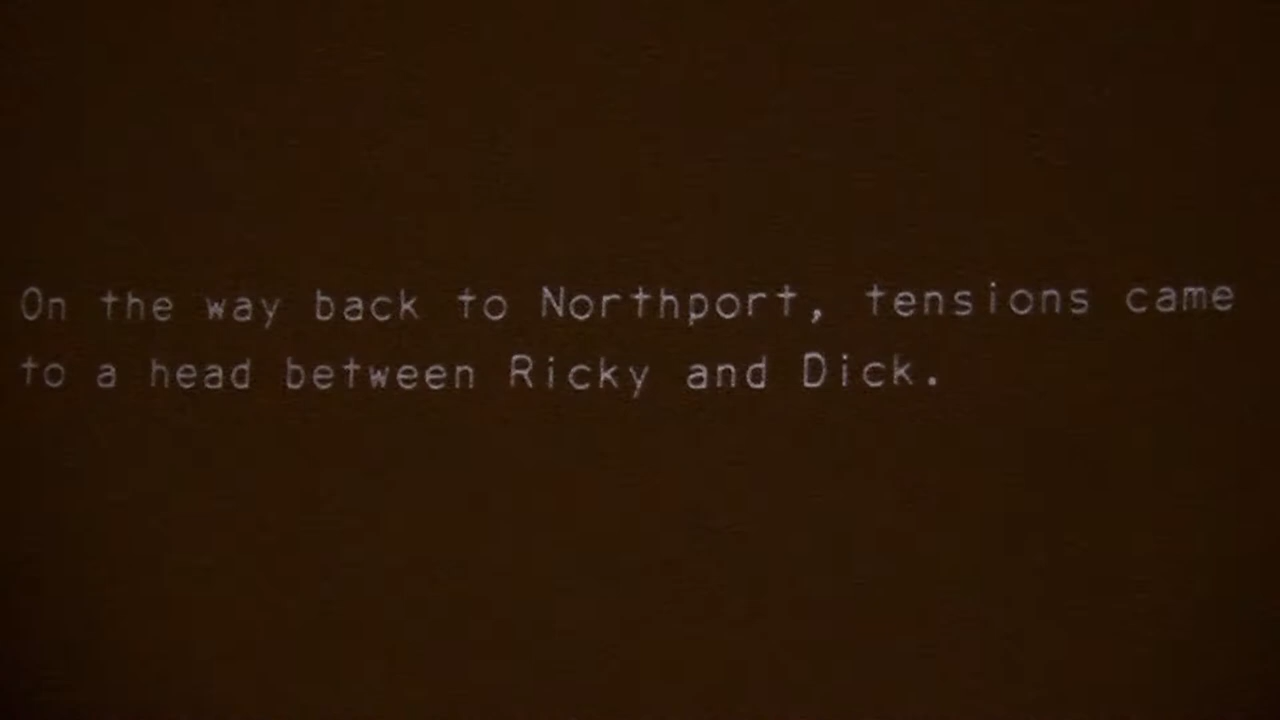 On the way back to Northport, tensions came
to a head between Ricky and Dick.